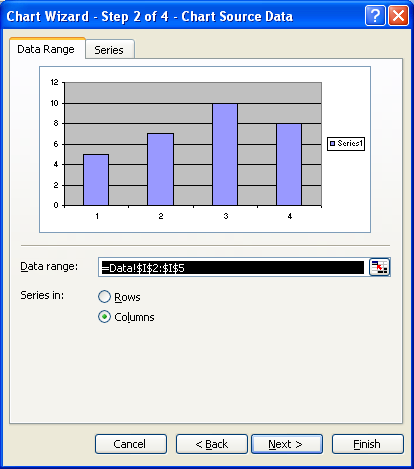 Chart Wizard - Step 2 of 4 - Chart Source Data
Data Range
Series
12
10
8
6
4
2
0
1 2 3 4
Series1
Data range:
=Data!$I$2:$I$5
Series in:
Rows
Columns
Cancel
< Back
Next >
Finish